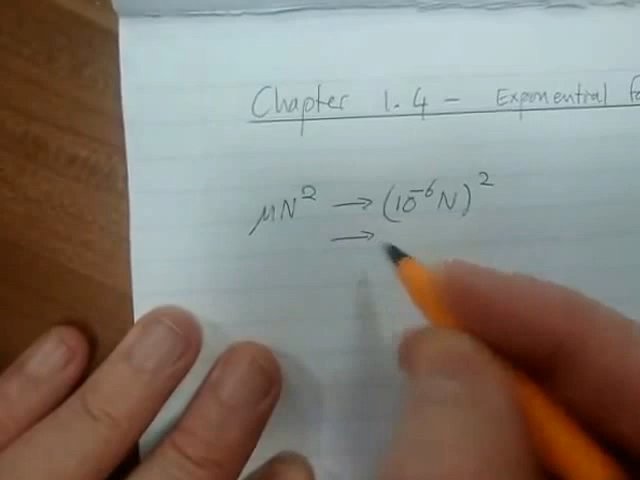 Chapter 1.4 - Exponential
μN² → (10⁻⁶N)²
→